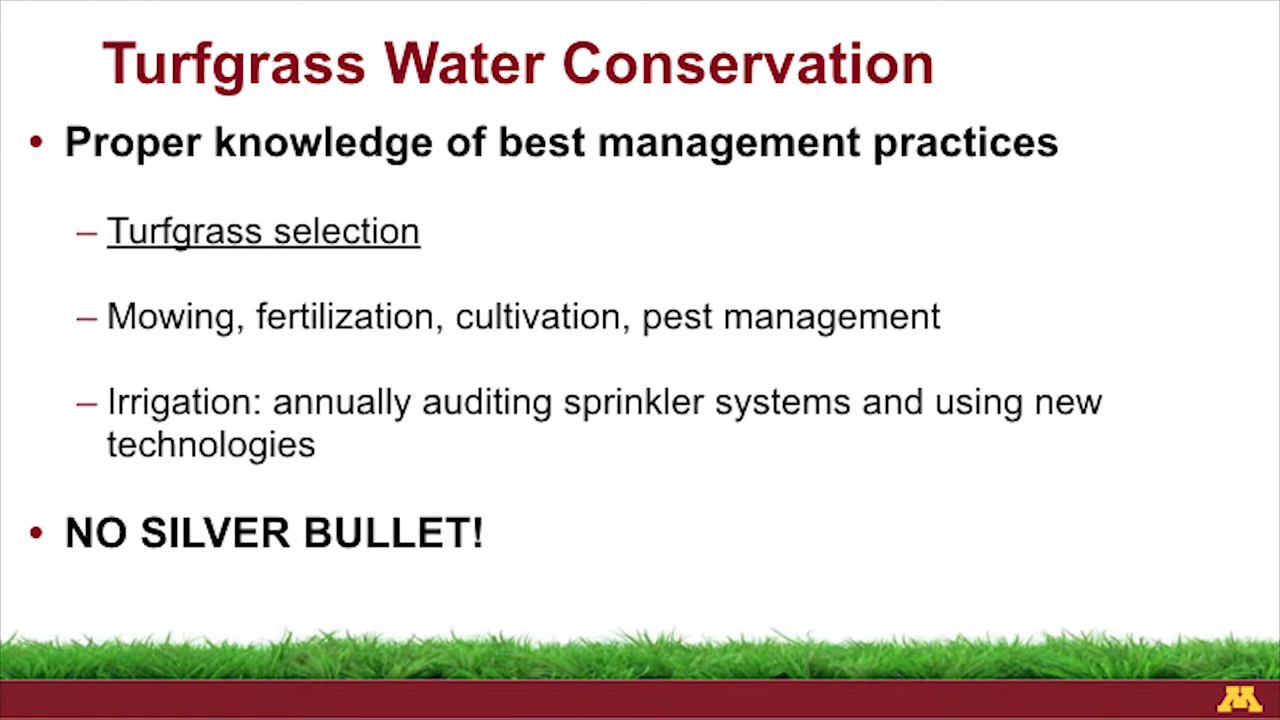 Turfgrass Water Conservation
• Proper knowledge of best management practices
– Turfgrass selection
– Mowing, fertilization, cultivation, pest management
– Irrigation: annually auditing sprinkler systems and using new
technologies
• NO SILVER BULLET!
M